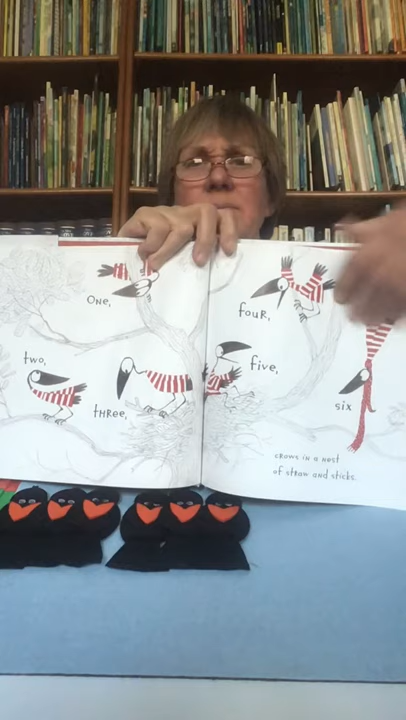 one,
two,
three,
four,
five,
six
crows in a nest
of straw and sticks.